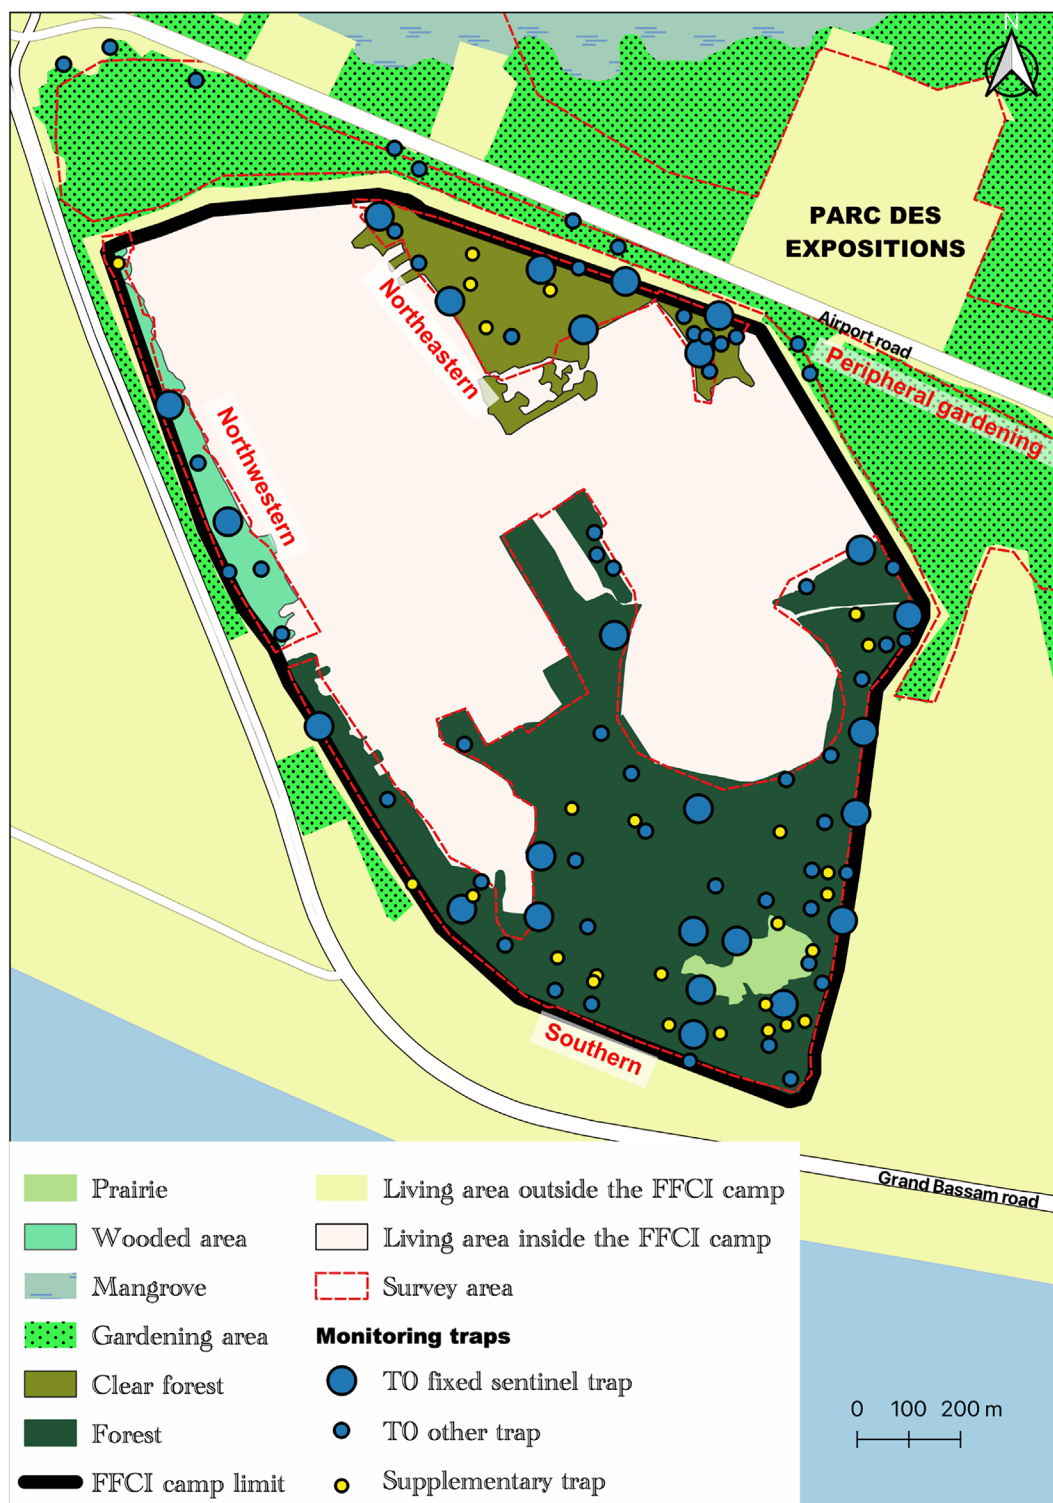 N
PARC DES
EXPOSITIONS
Airport road
Peripheral gardening
Northeastern
Northwestern
Southern
Grand Bassam road
Prairie
Wooded area
Mangrove
Gardening area
Clear forest
Forest
FFCI camp limit
Living area outside the FFCI camp
Living area inside the FFCI camp
Survey area
Monitoring traps
T0 fixed sentinel trap
T0 other trap
Supplementary trap
0 100 200 m